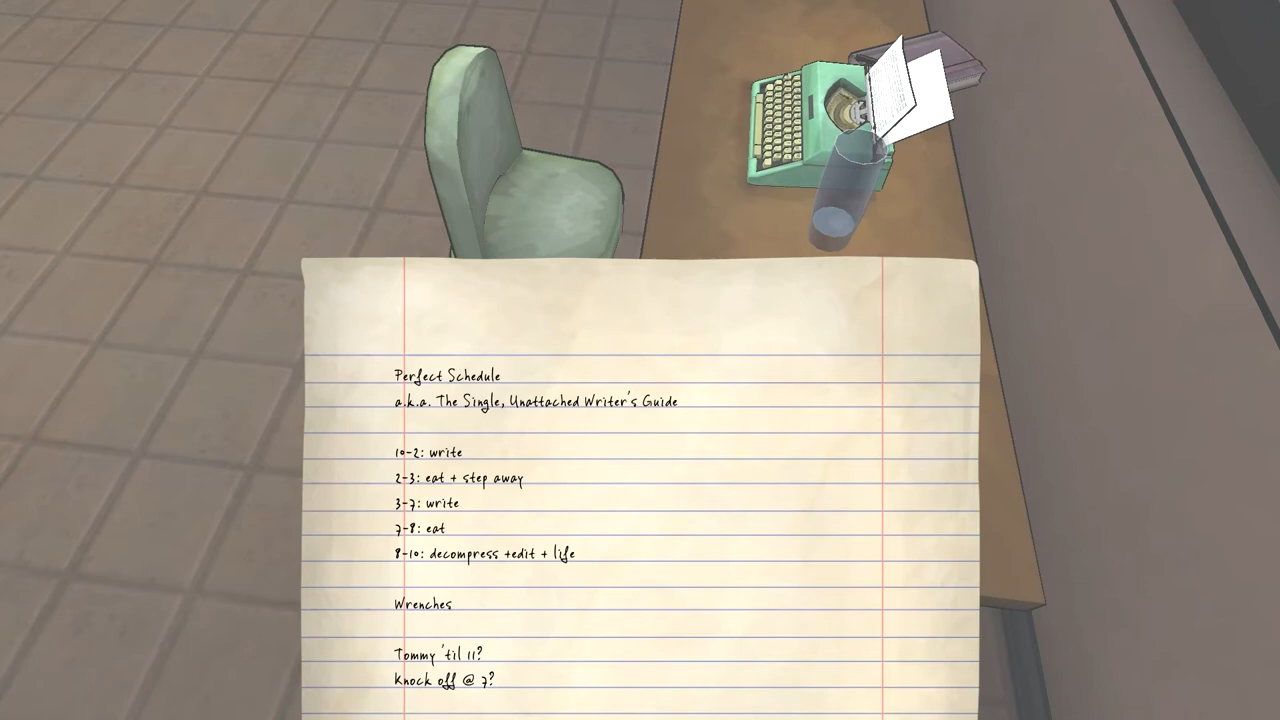 Perfect Schedule
a.k.a. The Single, Unattached Writer's Guide
10-2: write
2-3: eat + step away
3-7: write
7-8: eat
8-10: decompress +edit + life
Wrenches
Tommy 'til 11?
Knock off @ 7?